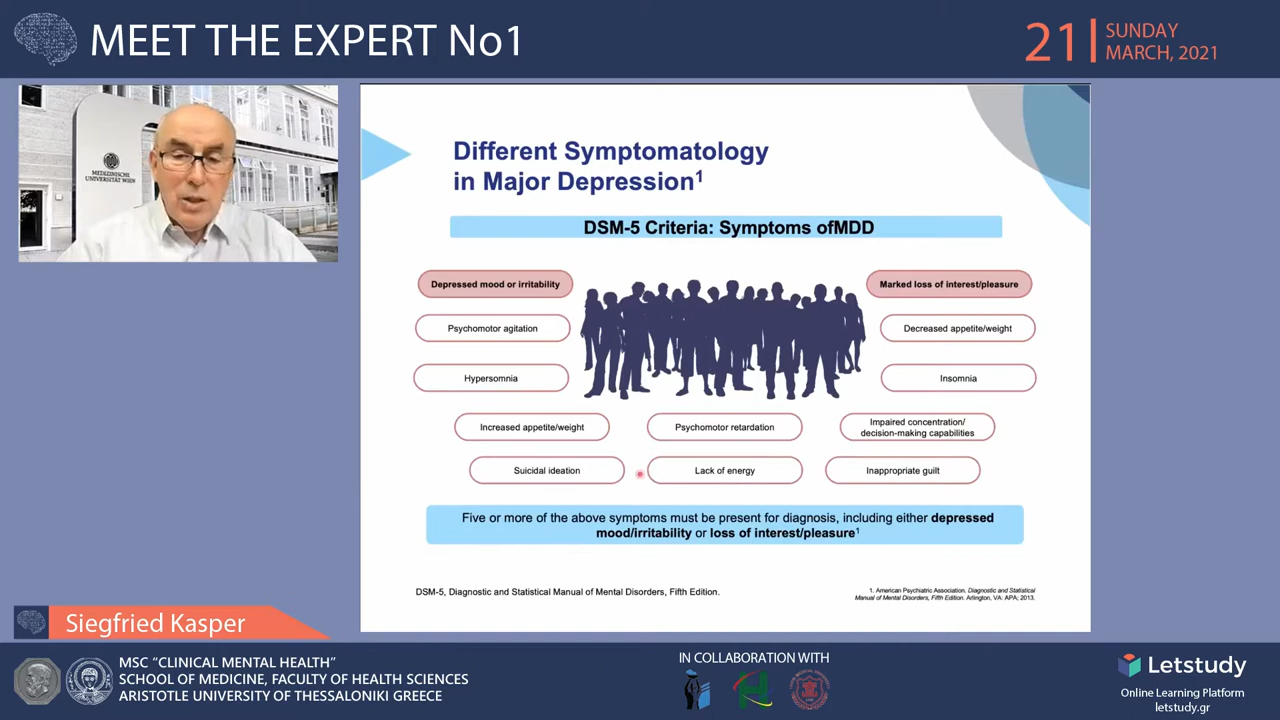 MEET THE EXPERT No1
21
SUNDAY
MARCH, 2021
MEDIZINISCHE
UNIVERSITÄT WIEN
Different Symptomatology
in Major Depression¹
DSM-5 Criteria: Symptoms ofMDD
Depressed mood or irritability
Marked loss of interest/pleasure
Psychomotor agitation
Decreased appetite/weight
Hypersomnia
Insomnia
Increased appetite/weight
Psychomotor retardation
Impaired concentration/
decision-making capabilities
Suicidal ideation
Lack of energy
Inappropriate guilt
Five or more of the above symptoms must be present for diagnosis, including either depressed
mood/irritability or loss of interest/pleasure¹
DSM-5, Diagnostic and Statistical Manual of Mental Disorders, Fifth Edition.
1. American Psychiatric Association. Diagnostic and Statistical
Manual of Mental Disorders, Fifth Edition. Arlington, VA: APA; 2013.
Siegfried Kasper
MSC “CLINICAL MENTAL HEALTH”
SCHOOL OF MEDICINE, FACULTY OF HEALTH SCIENCES
ARISTOTLE UNIVERSITY OF THESSALONIKI GREECE
IN COLLABORATION WITH
Letstudy
Online Learning Platform
letstudy.gr